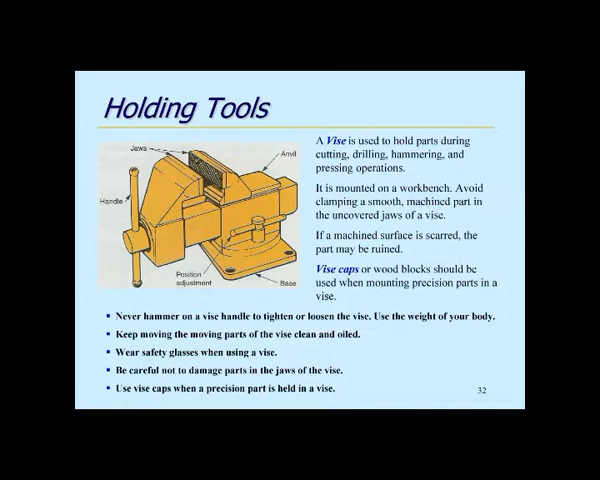 Holding Tools
Jaws
Anvil
Handle
Position
adjustment
Base
A Vise is used to hold parts during
cutting, drilling, hammering, and
pressing operations.
It is mounted on a workbench. Avoid
clamping a smooth, machined part in
the uncovered jaws of a vise.
If a machined surface is scarred, the
part may be ruined.
Vise caps or wood blocks should be
used when mounting precision parts in a
vise.
Never hammer on a vise handle to tighten or loosen the vise. Use the weight of your body.
Keep moving the moving parts of the vise clean and oiled.
Wear safety glasses when using a vise.
Be careful not to damage parts in the jaws of the vise.
Use vise caps when a precision part is held in a vise.
32